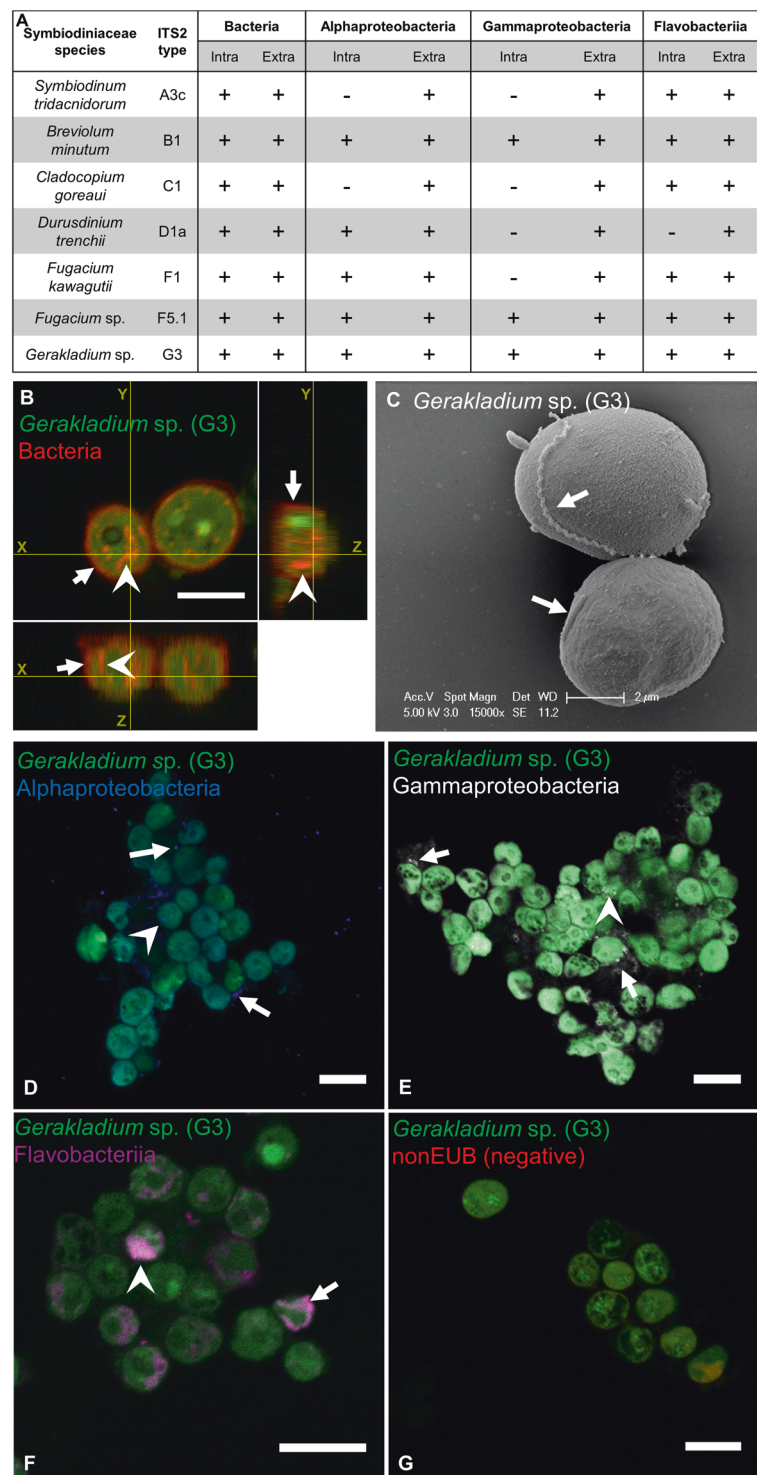 A
Symbiodiniaceae species ITS2 type Bacteria Alphaproteobacteria Gammaproteobacteria Flavobacteriia
Intra Extra Intra Extra Intra Extra Intra Extra
Symbiodinum tridacnidorum A3c + + - + - + + +
Breviolum minutum B1 + + + + + + + +
Cladocopium goreaui C1 + + - + - + + +
Durusdinium trenchii D1a + + + + - + - +
Fugacium kawagutii F1 + + + + - + + +
Fugacium sp. F5.1 + + + + + + + +
Gerakladium sp. G3 + + + + + + + +
B
Y
Gerakladium sp. (G3)
Bacteria
X
Y
Z
X
Z
C Gerakladium sp. (G3)
Acc.V Spot Magn Det WD 2 µm
5.00 kV 3.0 15000x SE 11.2
Gerakladium sp. (G3)
Alphaproteobacteria
D
Gerakladium sp. (G3)
Gammaproteobacteria
E
Gerakladium sp. (G3)
Flavobacteriia
F
Gerakladium sp. (G3)
nonEUB (negative)
G